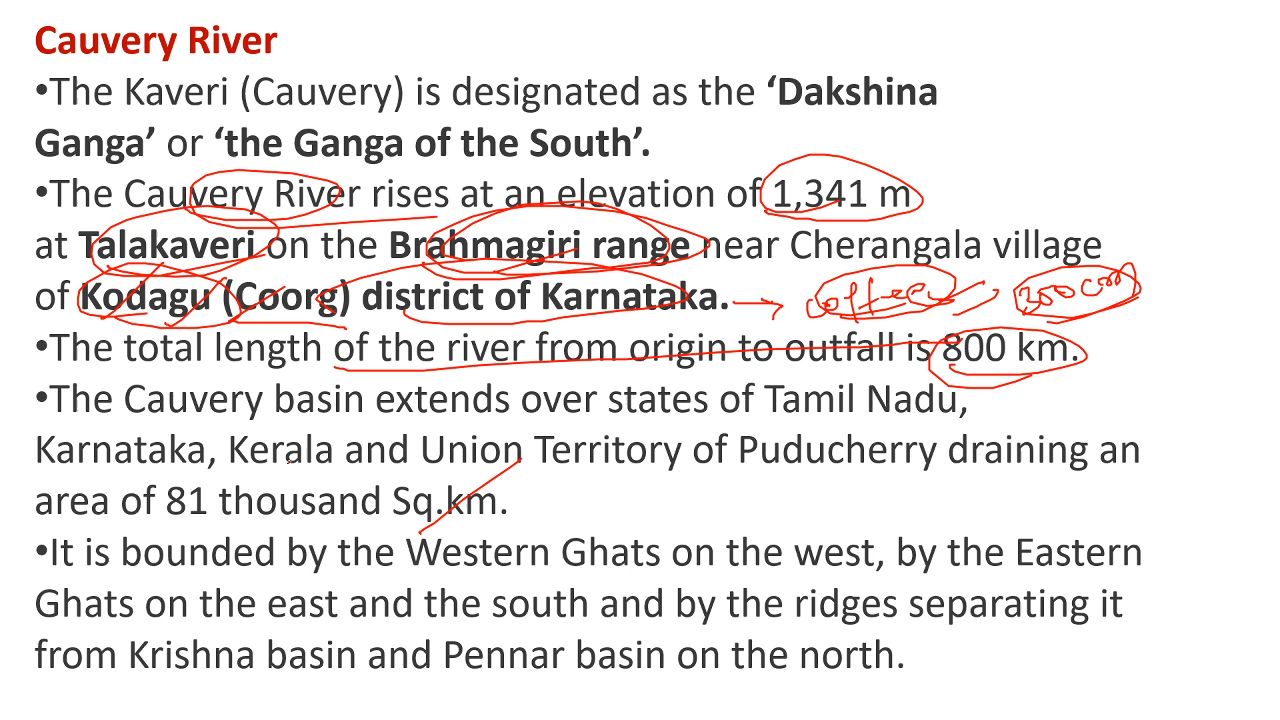 Cauvery River
•The Kaveri (Cauvery) is designated as the ‘Dakshina
Ganga’ or ‘the Ganga of the South’.
•The Cauvery River rises at an elevation of 1,341 m
at Talakaveri on the Brahmagiri range near Cherangala village
of Kodagu (Coorg) district of Karnataka. → coffee
•The total length of the river from origin to outfall is 800 km.
•The Cauvery basin extends over states of Tamil Nadu,
Karnataka, Kerala and Union Territory of Puducherry draining an
area of 81 thousand Sq.km.
•It is bounded by the Western Ghats on the west, by the Eastern
Ghats on the east and the south and by the ridges separating it
from Krishna basin and Pennar basin on the north.